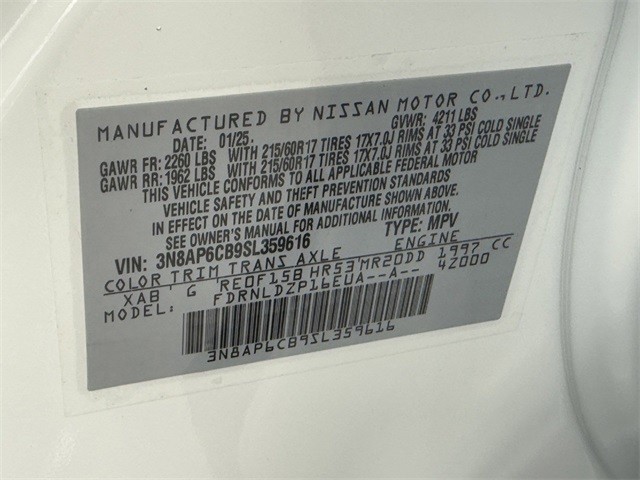 MANUFACTURED BY NISSAN MOTOR CO., LTD.
DATE: 01/25. GVWR: 4211 LBS
GAWR FR: 2260 LBS WITH 215/60R17 TIRES 17X7.0J RIMS AT 33 PSI COLD SINGLE
GAWR RR: 1962 LBS WITH 215/60R17 TIRES 17X7.0J RIMS AT 33 PSI COLD SINGLE
THIS VEHICLE CONFORMS TO ALL APPLICABLE FEDERAL MOTOR
VEHICLE SAFETY AND THEFT PREVENTION STANDARDS
IN EFFECT ON THE DATE OF MANUFACTURE SHOWN ABOVE.
SEE OWNER'S MANUAL FOR ADDITIONAL INFORMATION.
VIN: 3N8AP6CB9SL359616 TYPE: MPV
COLOR TRIM TRANS AXLE ENGINE
XAB G RE0F15B HR53 MR20DD 1997 CC
MODEL: FDRNLDZP16EUA--A-- 4Z000
3N8AP6CB9SL359616